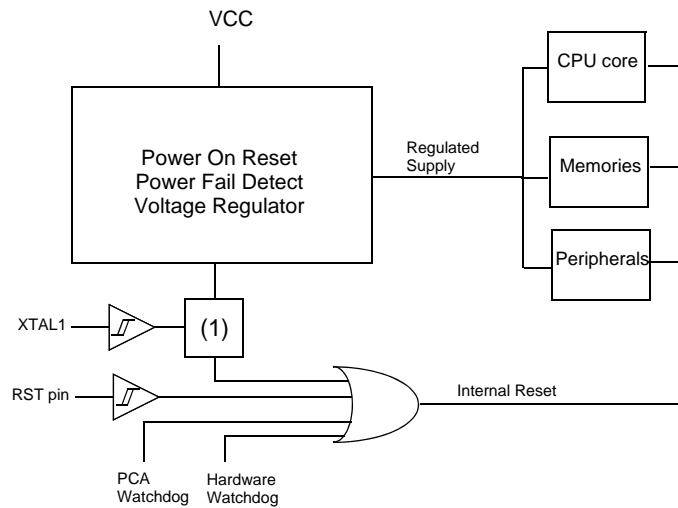 VCC
CPU core
Power On Reset
Power Fail Detect
Voltage Regulator
Regulated
Supply
Memories
Peripherals
XTAL1
(1)
RST pin
Internal Reset
PCA
Watchdog
Hardware
Watchdog